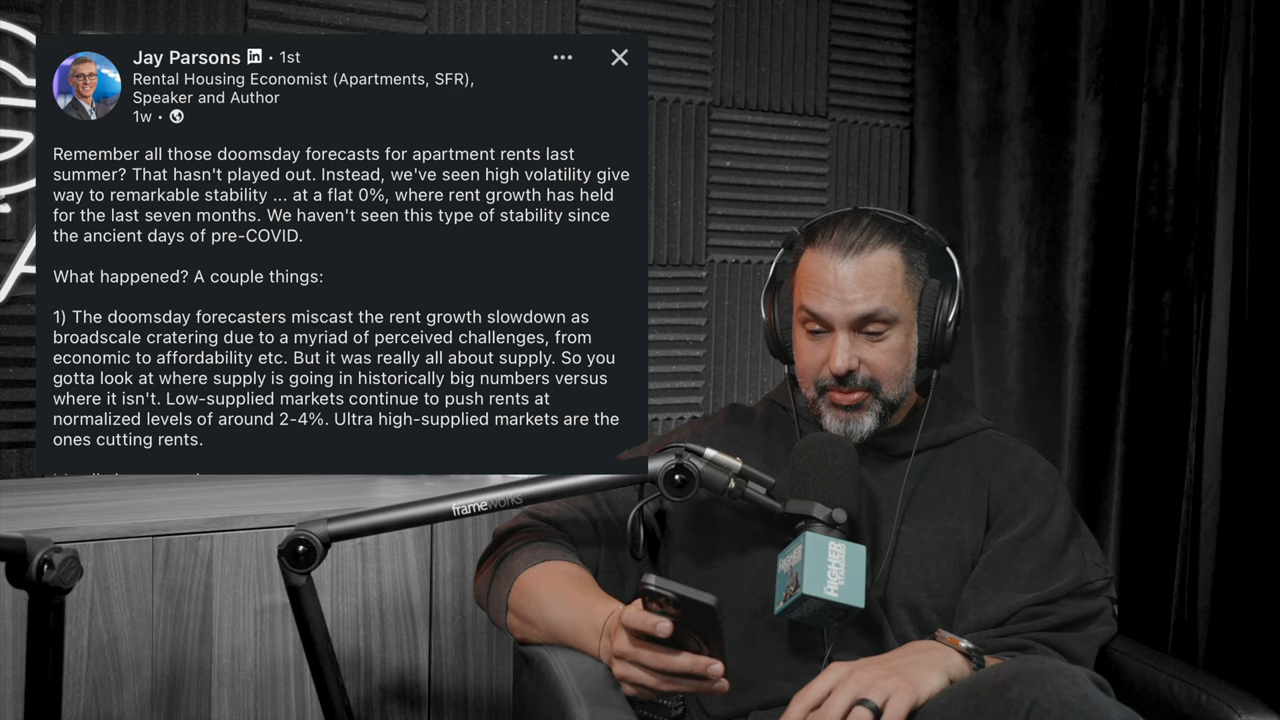 Jay Parsons in • 1st
Rental Housing Economist (Apartments, SFR),
Speaker and Author
1w •
Remember all those doomsday forecasts for apartment rents last
summer? That hasn't played out. Instead, we've seen high volatility give
way to remarkable stability ... at a flat 0%, where rent growth has held
for the last seven months. We haven't seen this type of stability since
the ancient days of pre-COVID.
What happened? A couple things:
1) The doomsday forecasters miscast the rent growth slowdown as
broadscale cratering due to a myriad of perceived challenges, from
economic to affordability etc. But it was really all about supply. So you
gotta look at where supply is going in historically big numbers versus
where it isn't. Low-supplied markets continue to push rents at
normalized levels of around 2-4%. Ultra high-supplied markets are the
ones cutting rents.
frameworks
HIGHER
STANDARD
HIGHER